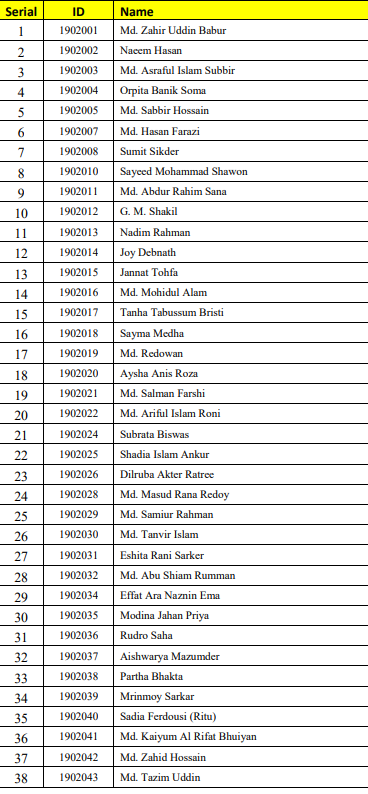 Serial ID Name
1 1902001 Md. Zahir Uddin Babur
2 1902002 Naeem Hasan
3 1902003 Md. Asraful Islam Subbir
4 1902004 Orpita Banik Soma
5 1902005 Md. Sabbir Hossain
6 1902007 Md. Hasan Farazi
7 1902008 Sumit Sikder
8 1902010 Sayeed Mohammad Shawon
9 1902011 Md. Abdur Rahim Sana
10 1902012 G. M. Shakil
11 1902013 Nadim Rahman
12 1902014 Joy Debnath
13 1902015 Jannat Tohfa
14 1902016 Md. Mohidul Alam
15 1902017 Tanha Tabussum Bristi
16 1902018 Sayma Medha
17 1902019 Md. Redowan
18 1902020 Aysha Anis Roza
19 1902021 Md. Salman Farshi
20 1902022 Md. Ariful Islam Roni
21 1902024 Subrata Biswas
22 1902025 Shadia Islam Ankur
23 1902026 Dilruba Akter Ratree
24 1902028 Md. Masud Rana Redoy
25 1902029 Md. Samiur Rahman
26 1902030 Md. Tanvir Islam
27 1902031 Eshita Rani Sarker
28 1902032 Md. Abu Shiam Rumman
29 1902034 Effat Ara Naznin Ema
30 1902035 Modina Jahan Priya
31 1902036 Rudro Saha
32 1902037 Aishwarya Mazumder
33 1902038 Partha Bhakta
34 1902039 Mrinmoy Sarkar
35 1902040 Sadia Ferdousi (Ritu)
36 1902041 Md. Kaiyum Al Rifat Bhuiyan
37 1902042 Md. Zahid Hossain
38 1902043 Md. Tazim Uddin